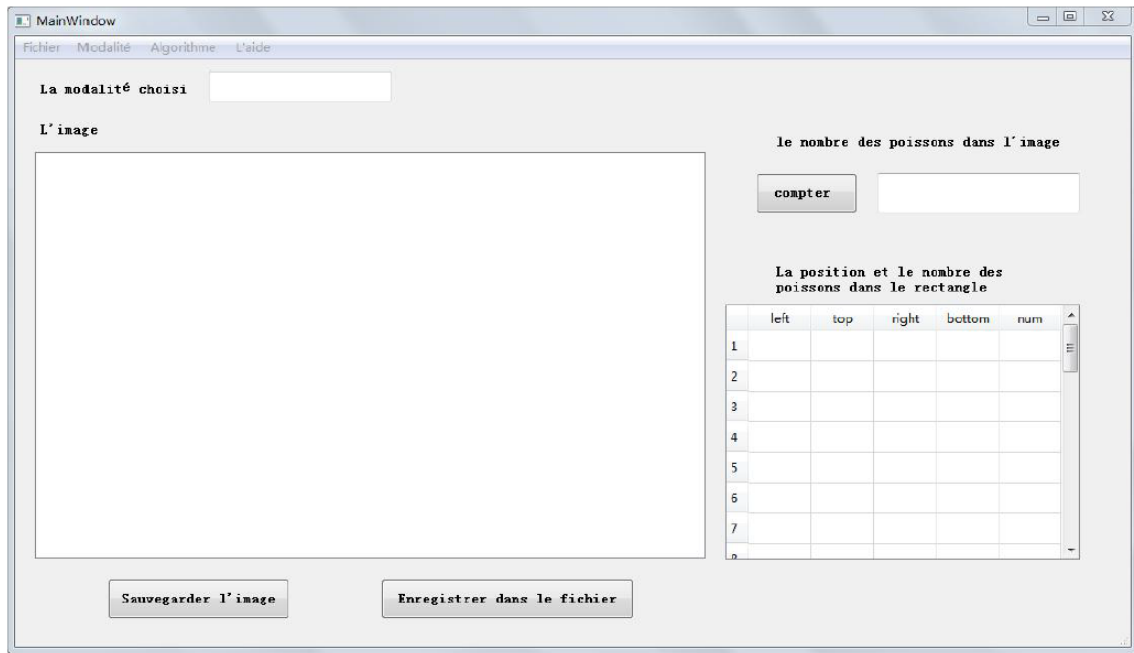 MainWindow
Fichier Modalité Algorithme L'aide
La modalité choisi
L'image
le nombre des poissons dans l'image
compter
La position et le nombre des
poissons dans le rectangle
left top right bottom num
1
2
3
4
5
6
7
8
Sauvegarder l'image
Enregistrer dans le fichier